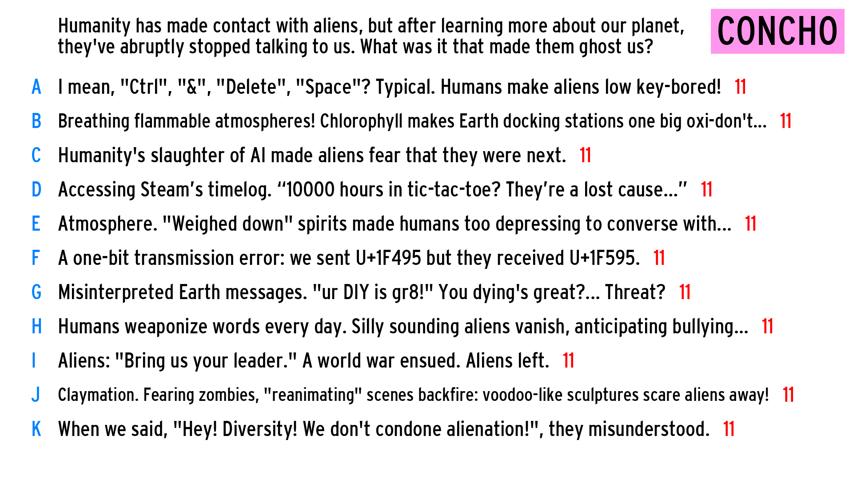 Humanity has made contact with aliens, but after learning more about our planet,
they've abruptly stopped talking to us. What was it that made them ghost us?
CONCHO
A I mean, "Ctrl", "&", "Delete", "Space"? Typical. Humans make aliens low key-bored! 11
B Breathing flammable atmospheres! Chlorophyll makes Earth docking stations one big oxi-don't... 11
C Humanity's slaughter of AI made aliens fear that they were next. 11
D Accessing Steam’s timelog. “10000 hours in tic-tac-toe? They’re a lost cause...” 11
E Atmosphere. "Weighed down" spirits made humans too depressing to converse with... 11
F A one-bit transmission error: we sent U+1F495 but they received U+1F595. 11
G Misinterpreted Earth messages. "ur DIY is gr8!" You dying's great?... Threat? 11
H Humans weaponize words every day. Silly sounding aliens vanish, anticipating bullying... 11
I Aliens: "Bring us your leader." A world war ensued. Aliens left. 11
J Claymation. Fearing zombies, "reanimating" scenes backfire: voodoo-like sculptures scare aliens away! 11
K When we said, "Hey! Diversity! We don't condone alienation!", they misunderstood. 11